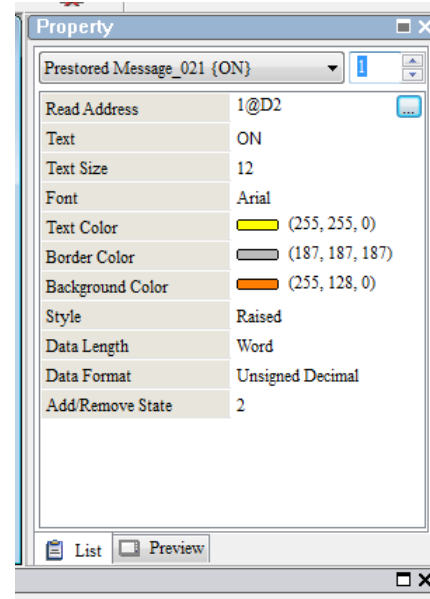 Property
Prestored Message_021 {ON} 1
Read Address 1@D2 ...
Text ON
Text Size 12
Font Arial
Text Color (255, 255, 0)
Border Color (187, 187, 187)
Background Color (255, 128, 0)
Style Raised
Data Length Word
Data Format Unsigned Decimal
Add/Remove State 2
List Preview